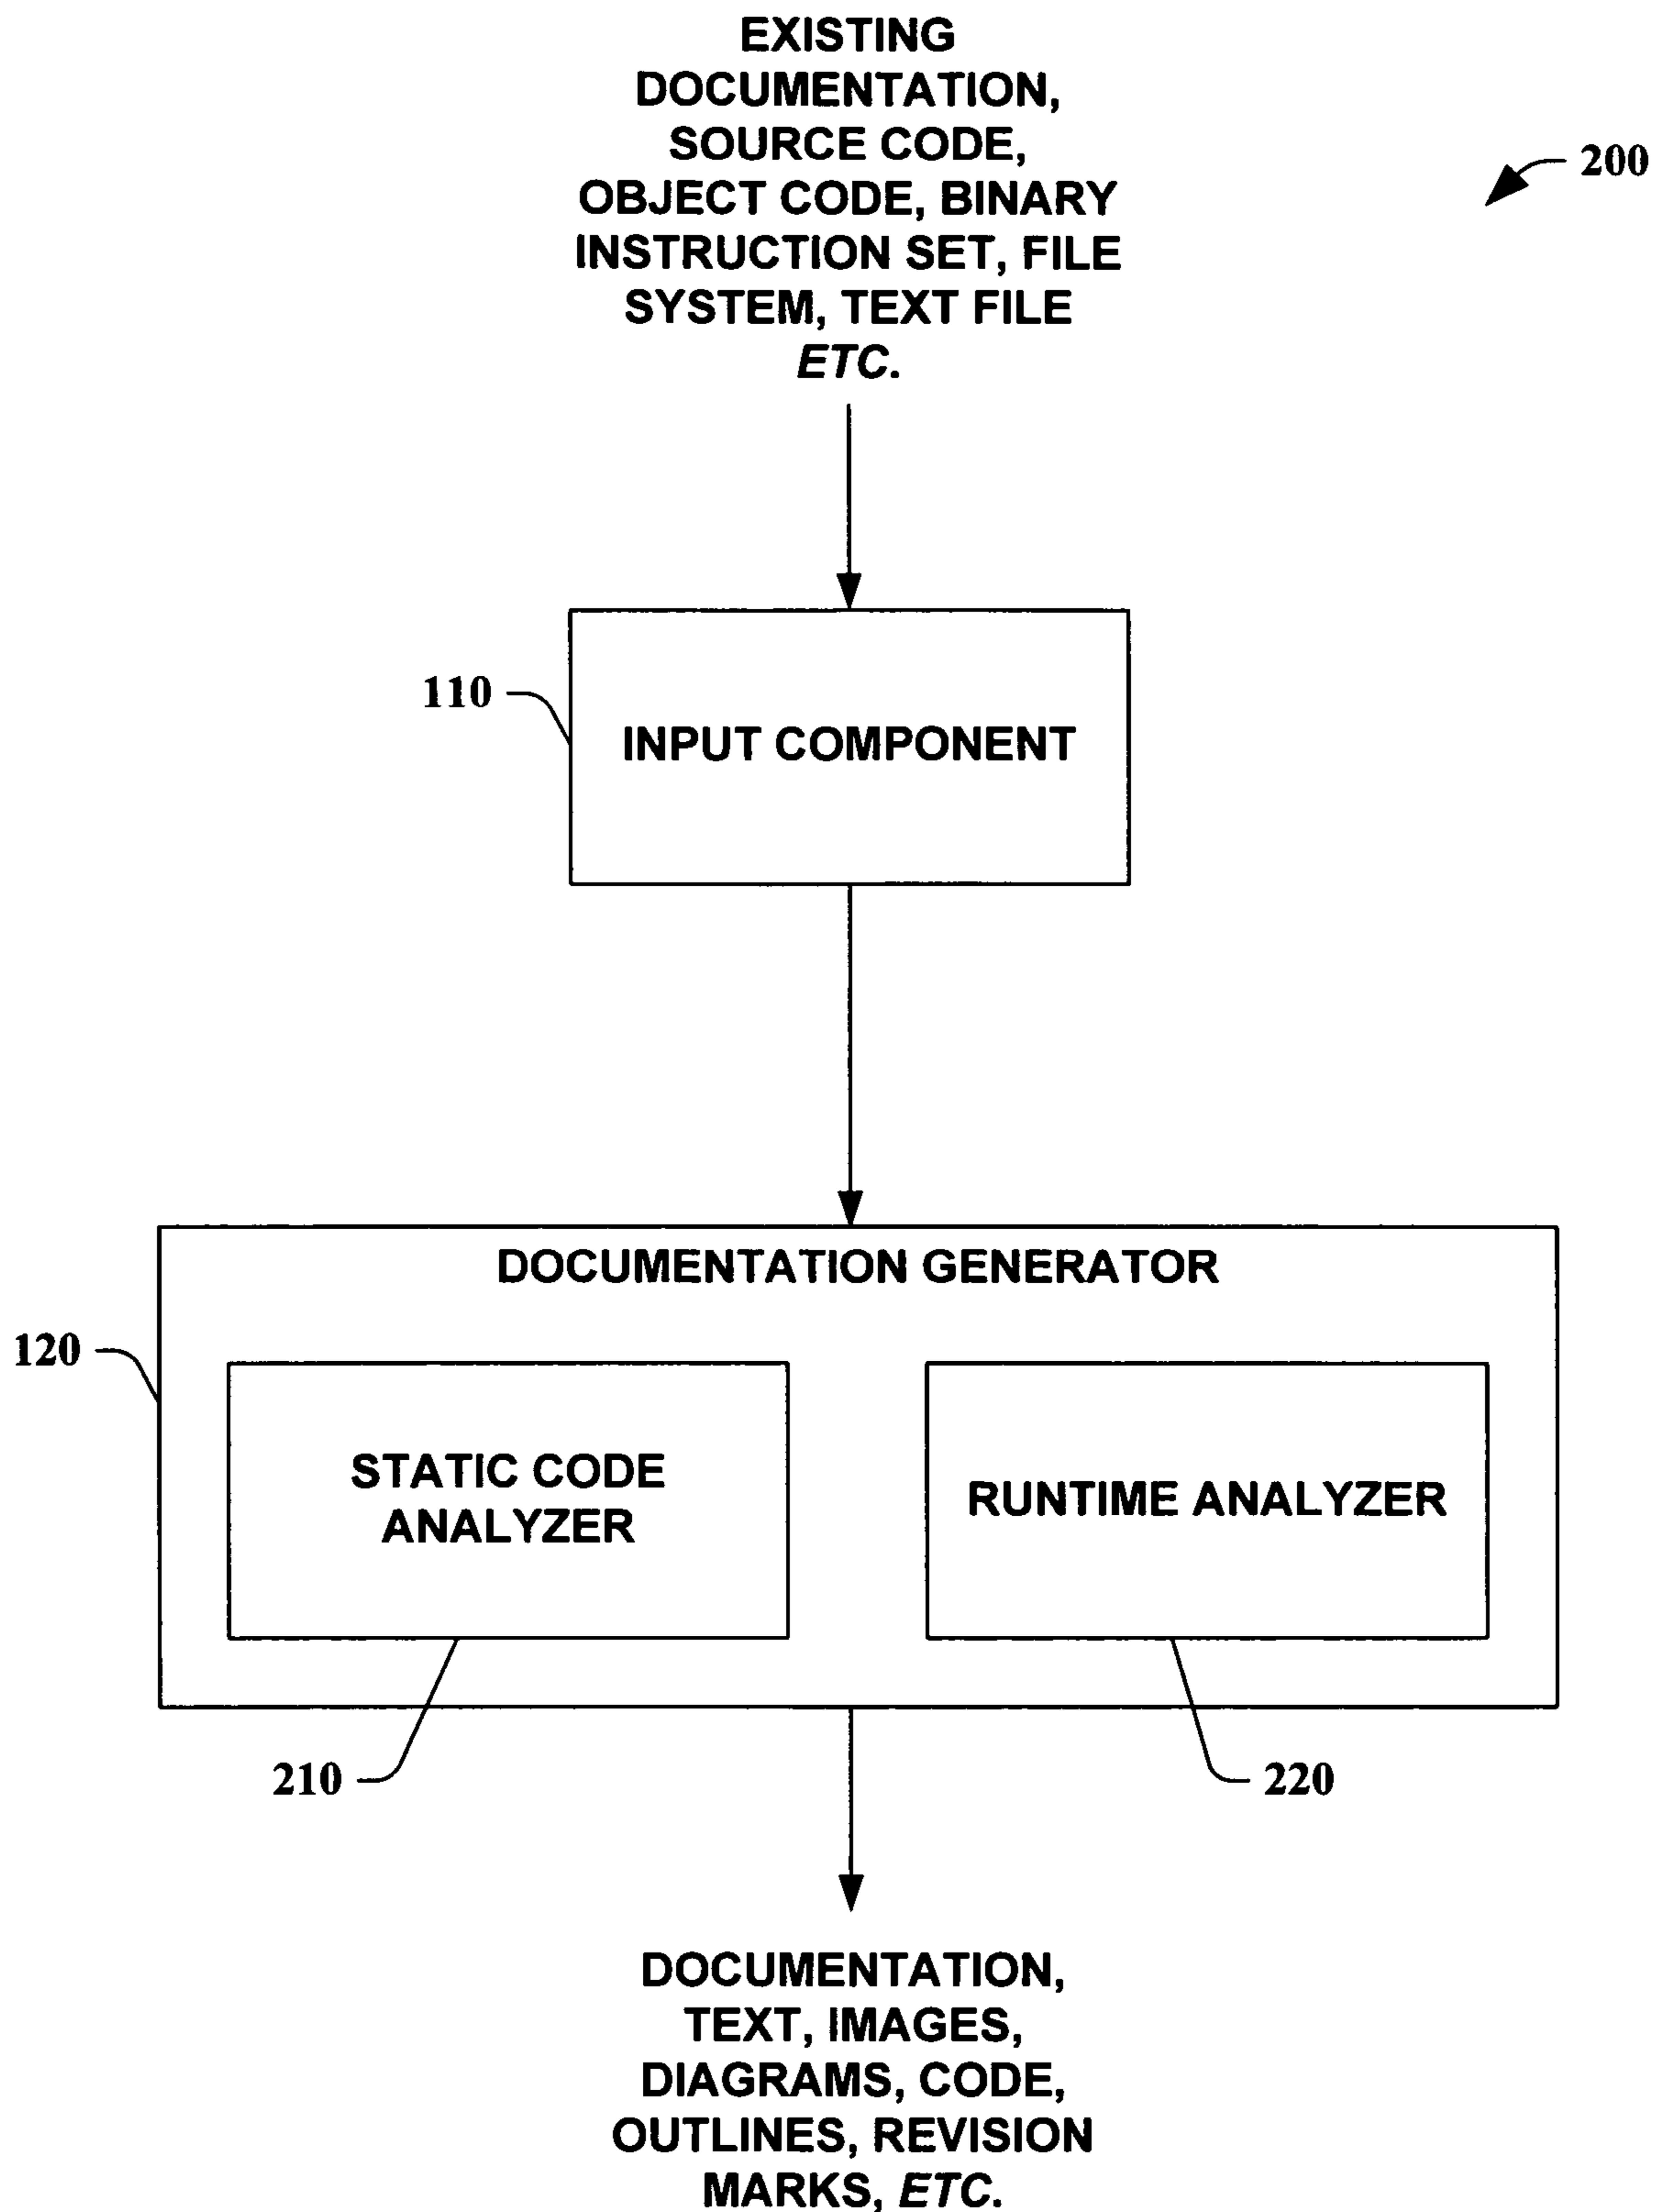 EXISTING
DOCUMENTATION,
SOURCE CODE,
OBJECT CODE, BINARY
INSTRUCTION SET, FILE
SYSTEM, TEXT FILE
ETC.
200
110
INPUT COMPONENT
DOCUMENTATION GENERATOR
120
STATIC CODE
ANALYZER
RUNTIME ANALYZER
210
220
DOCUMENTATION,
TEXT, IMAGES,
DIAGRAMS, CODE,
OUTLINES, REVISION
MARKS, ETC.